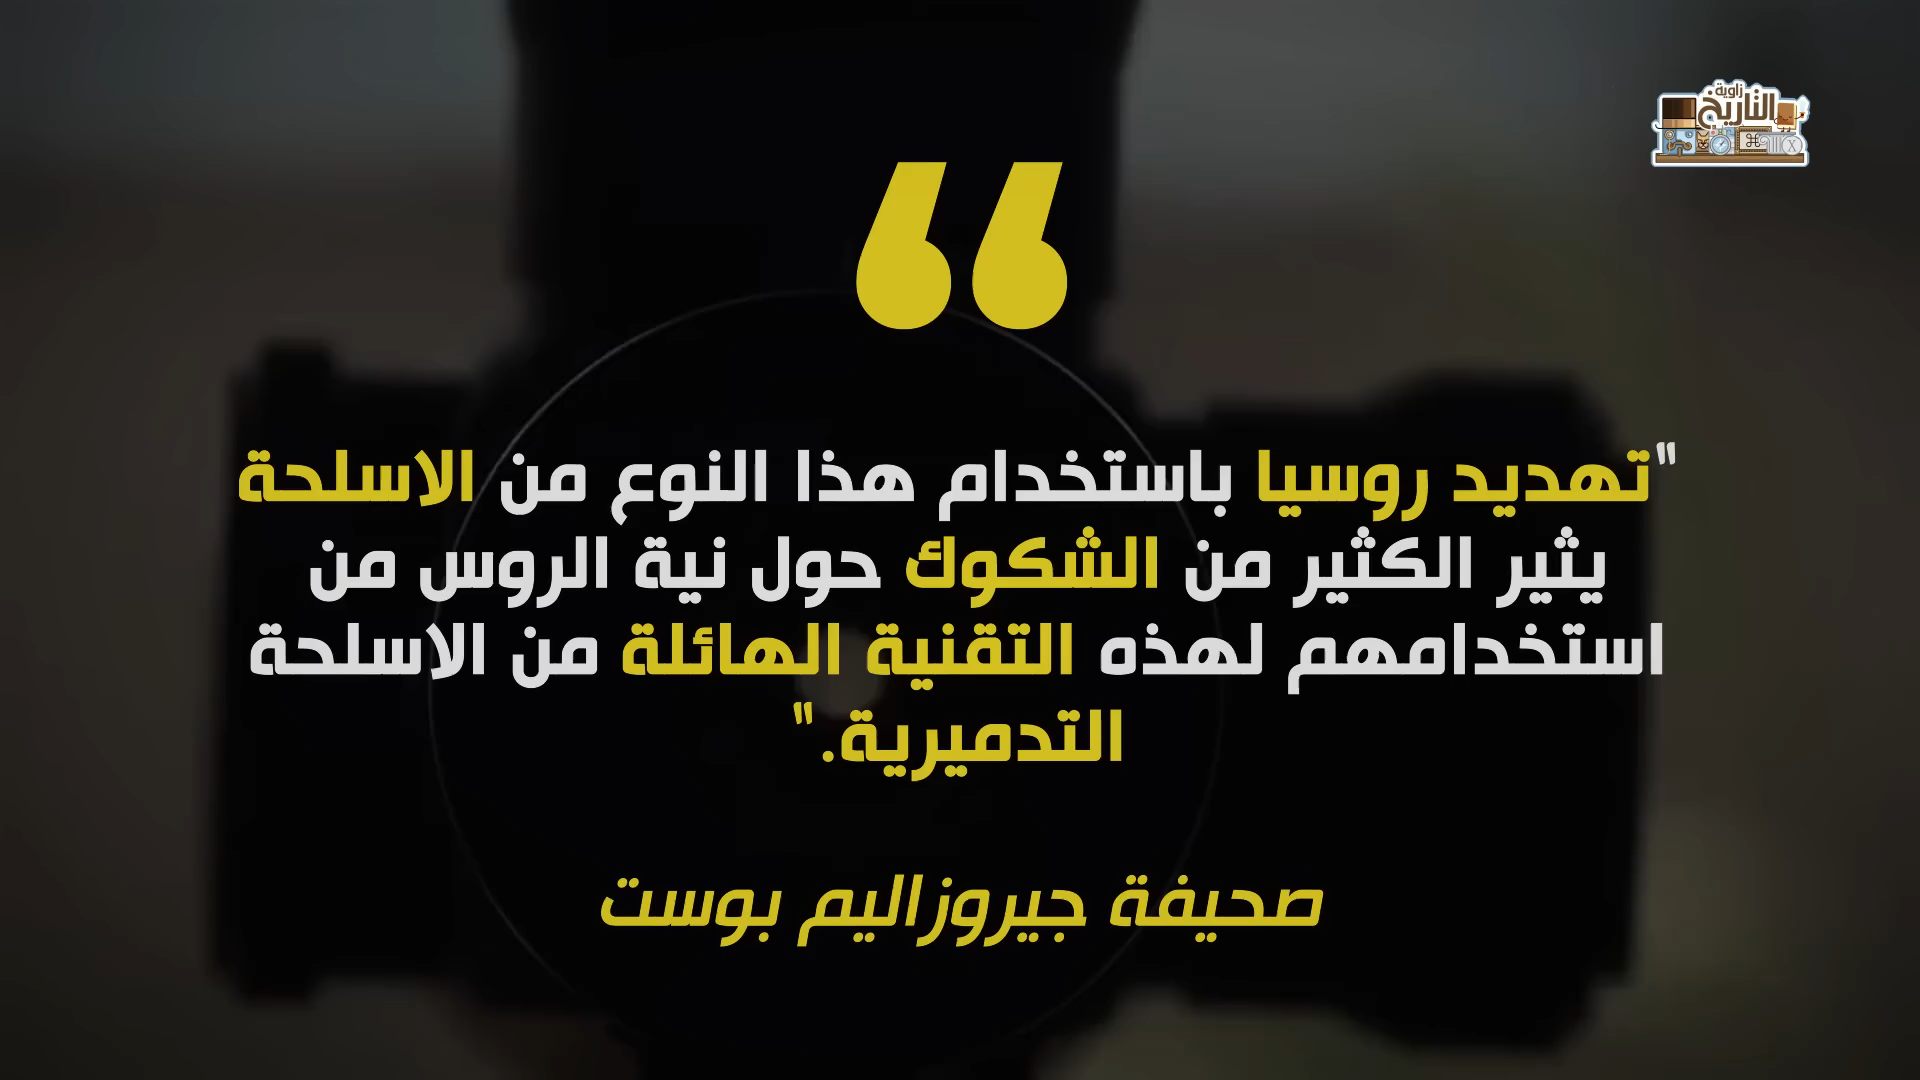 زاوية
التاريخ
"تهديد روسيا باستخدام هذا النوع من الاسلحة
يثير الكثير من الشكوك حول نية الروس من
استخدامهم لهذه التقنية الهائلة من الاسلحة
التدميرية."
صحيفة جيروزاليم بوست